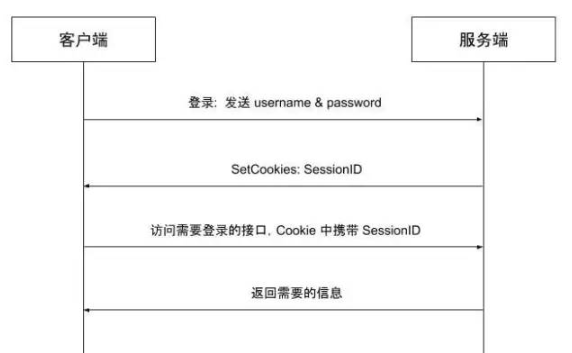 客户端
服务端
登录: 发送 username & password
SetCookies: SessionID
访问需要登录的接口, Cookie 中携带 SessionID
返回需要的信息